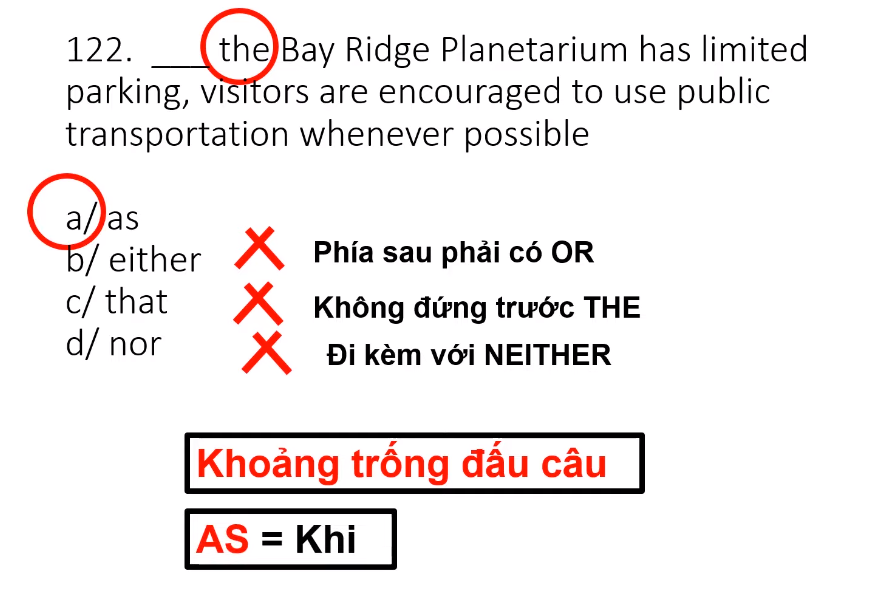 122. ___ the Bay Ridge Planetarium has limited
parking, visitors are encouraged to use public
transportation whenever possible
a/ as
b/ either
Phía sau phải có OR
c/ that
Không đứng trước THE
d/ nor
Đi kèm với NEITHER
Khoảng trống đấu câu
AS = Khi